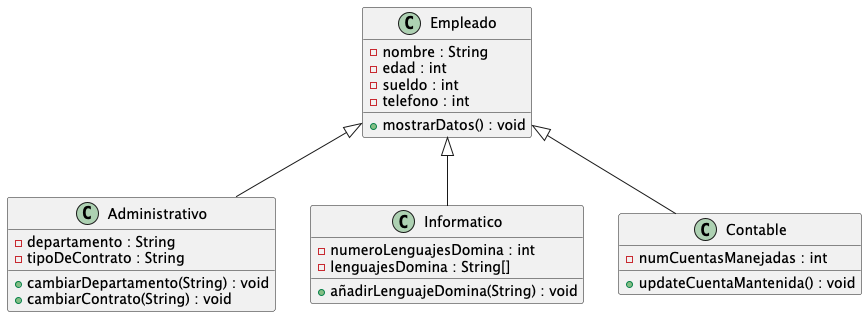 C Empleado
nombre : String
edad : int
sueldo : int
telefono : int
mostrarDatos() : void
C Administrativo
departamento : String
tipoDeContrato : String
cambiarDepartamento(String) : void
cambiarContrato(String) : void
C Informatico
numeroLenguajesDomina : int
lenguajesDomina : String[]
añadirLenguajeDomina(String) : void
C Contable
numCuentasManejadas : int
updateCuentaMantenida() : void